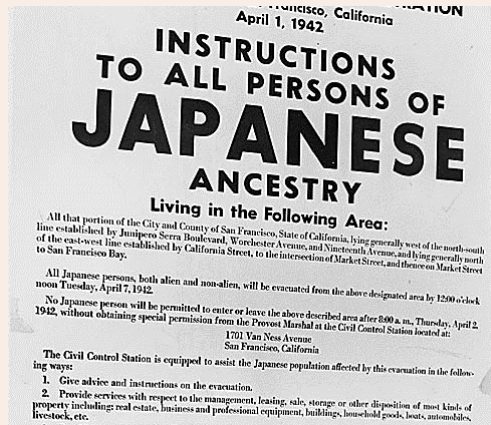 Francisco, California
April 1, 1942
INSTRUCTIONS
TO ALL PERSONS OF
JAPANESE
ANCESTRY
Living in the Following Area:
All that portion of the City and County of San Francisco, State of California, lying generally west of the north-south
line established by Junipero Serra Boulevard, Worchester Avenue, and Nineteenth Avenue, and lying generally north
of the east-west line established by California Street, to the intersection of Market Street, and thence on Market Street
to San Francisco Bay.
All Japanese persons, both alien and non-alien, will be evacuated from the above designated area by 12:00 o'clock
noon Tuesday, April 7, 1942.
No Japanese person will be permitted to enter or leave the above described area after 8:00 a. m., Thursday, April 2,
1942, without obtaining special permission from the Provost Marshal at the Civil Control Station located at:
1701 Van Ness Avenue
San Francisco, California
The Civil Control Station is equipped to assist the Japanese population affected by this evacuation in the follow-
ing ways:
1. Give advice and instructions on the evacuation.
2. Provide services with respect to the management, leasing, sale, storage or other disposition of most kinds of
property including: real estate, business and professional equipment, buildings, household goods, boats, automobiles,
livestock, etc.